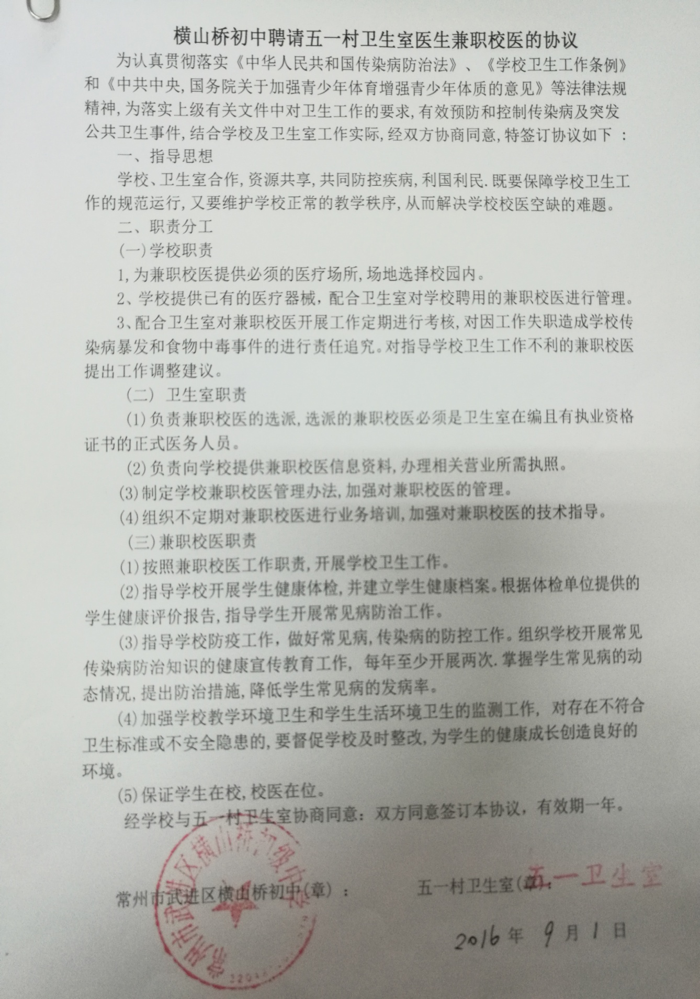 横山桥初中聘请五一村卫生室医生兼职校医的协议
为认真贯彻落实《中华人民共和国传染病防治法》、《学校卫生工作条例》
和《中共中央,国务院关于加强青少年体育增强青少年体质的意见》等法律法规
精神,为落实上级有关文件中对卫生工作的要求,有效预防和控制传染病及突发
公共卫生事件,结合学校及卫生室工作实际,经双方协商同意,特签订协议如下 :
一、指导思想
学校、卫生室合作,资源共享,共同防控疾病,利国利民.既要保障学校卫生工
作的规范运行,又要维护学校正常的教学秩序,从而解决学校校医空缺的难题。
二、职责分工
(一)学校职责
1,为兼职校医提供必须的医疗场所,场地选择校园内。
2、学校提供已有的医疗器械，配合卫生室对学校聘用的兼职校医进行管理。
3、配合卫生室对兼职校医开展工作定期进行考核,对因工作失职造成学校传
染病暴发和食物中毒事件的进行责任追究。对指导学校卫生工作不利的兼职校医
提出工作调整建议。
(二) 卫生室职责
(1)负责兼职校医的选派,选派的兼职校医必须是卫生室在编且有执业资格
证书的正式医务人员。
(2)负责向学校提供兼职校医信息资料,办理相关营业所需执照。
(3)制定学校兼职校医管理办法,加强对兼职校医的管理。
(4)组织不定期对兼职校医进行业务培训,加强对兼职校医的技术指导。
(三)兼职校医职责
(1)按照兼职校医工作职责,开展学校卫生工作。
(2)指导学校开展学生健康体检,并建立学生健康档案。根据体检单位提供的
学生健康评价报告,指导学生开展常见病防治工作。
(3)指导学校防疫工作，做好常见病,传染病的防控工作。组织学校开展常见
传染病防治知识的健康宣传教育工作，每年至少开展两次.掌握学生常见病的动
态情况,提出防治措施,降低学生常见病的发病率。
(4)加强学校教学环境卫生和学生生活环境卫生的监测工作，对存在不符合
卫生标准或不安全隐患的,要督促学校及时整改,为学生的健康成长创造良好的
环境。
(5)保证学生在校,校医在位。
经学校与五一村卫生室协商同意：双方同意签订本协议，有效期一年。
常州市武进区横山桥初级中学
常州市武进区横山桥初中(章)：
五一村卫生室(章)：
五一卫生室
2016年 9月1日